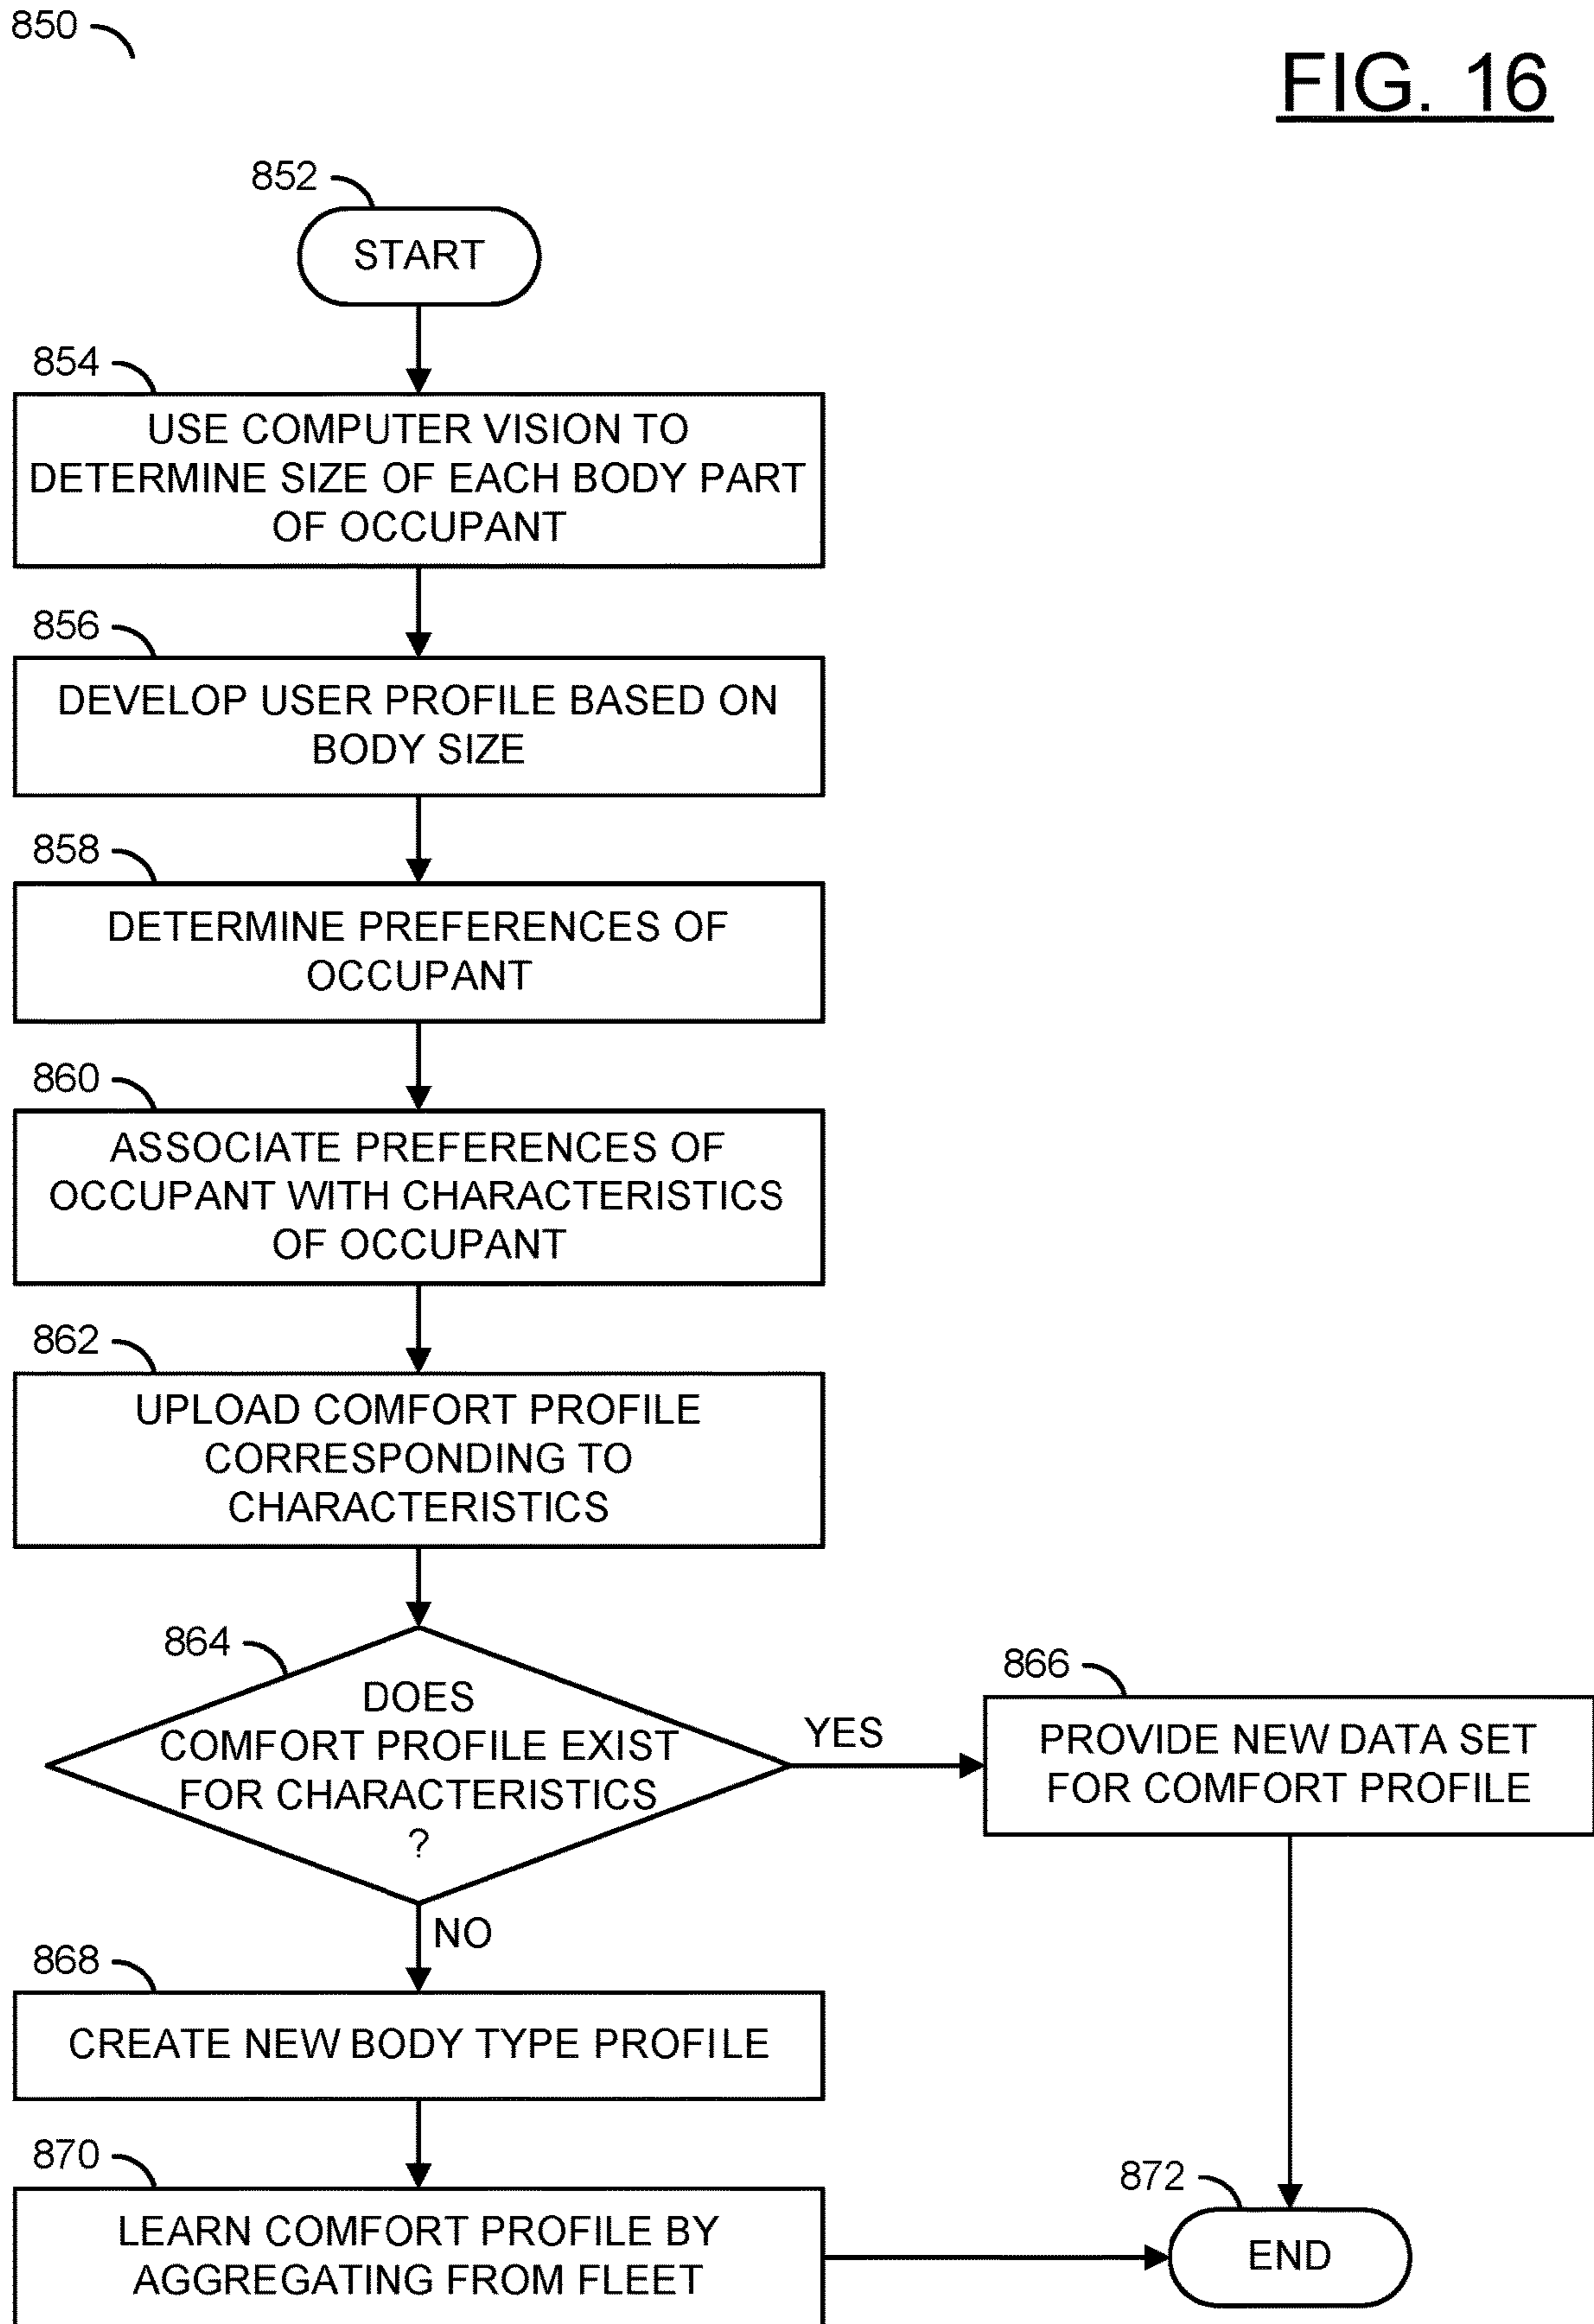 850
FIG. 16
852
START
854
USE COMPUTER VISION TO
DETERMINE SIZE OF EACH BODY PART
OF OCCUPANT
856
DEVELOP USER PROFILE BASED ON
BODY SIZE
858
DETERMINE PREFERENCES OF
OCCUPANT
860
ASSOCIATE PREFERENCES OF
OCCUPANT WITH CHARACTERISTICS
OF OCCUPANT
862
UPLOAD COMFORT PROFILE
CORRESPONDING TO
CHARACTERISTICS
864
DOES
COMFORT PROFILE EXIST
FOR CHARACTERISTICS
?
YES
866
PROVIDE NEW DATA SET
FOR COMFORT PROFILE
NO
868
CREATE NEW BODY TYPE PROFILE
870
LEARN COMFORT PROFILE BY
AGGREGATING FROM FLEET
872
END